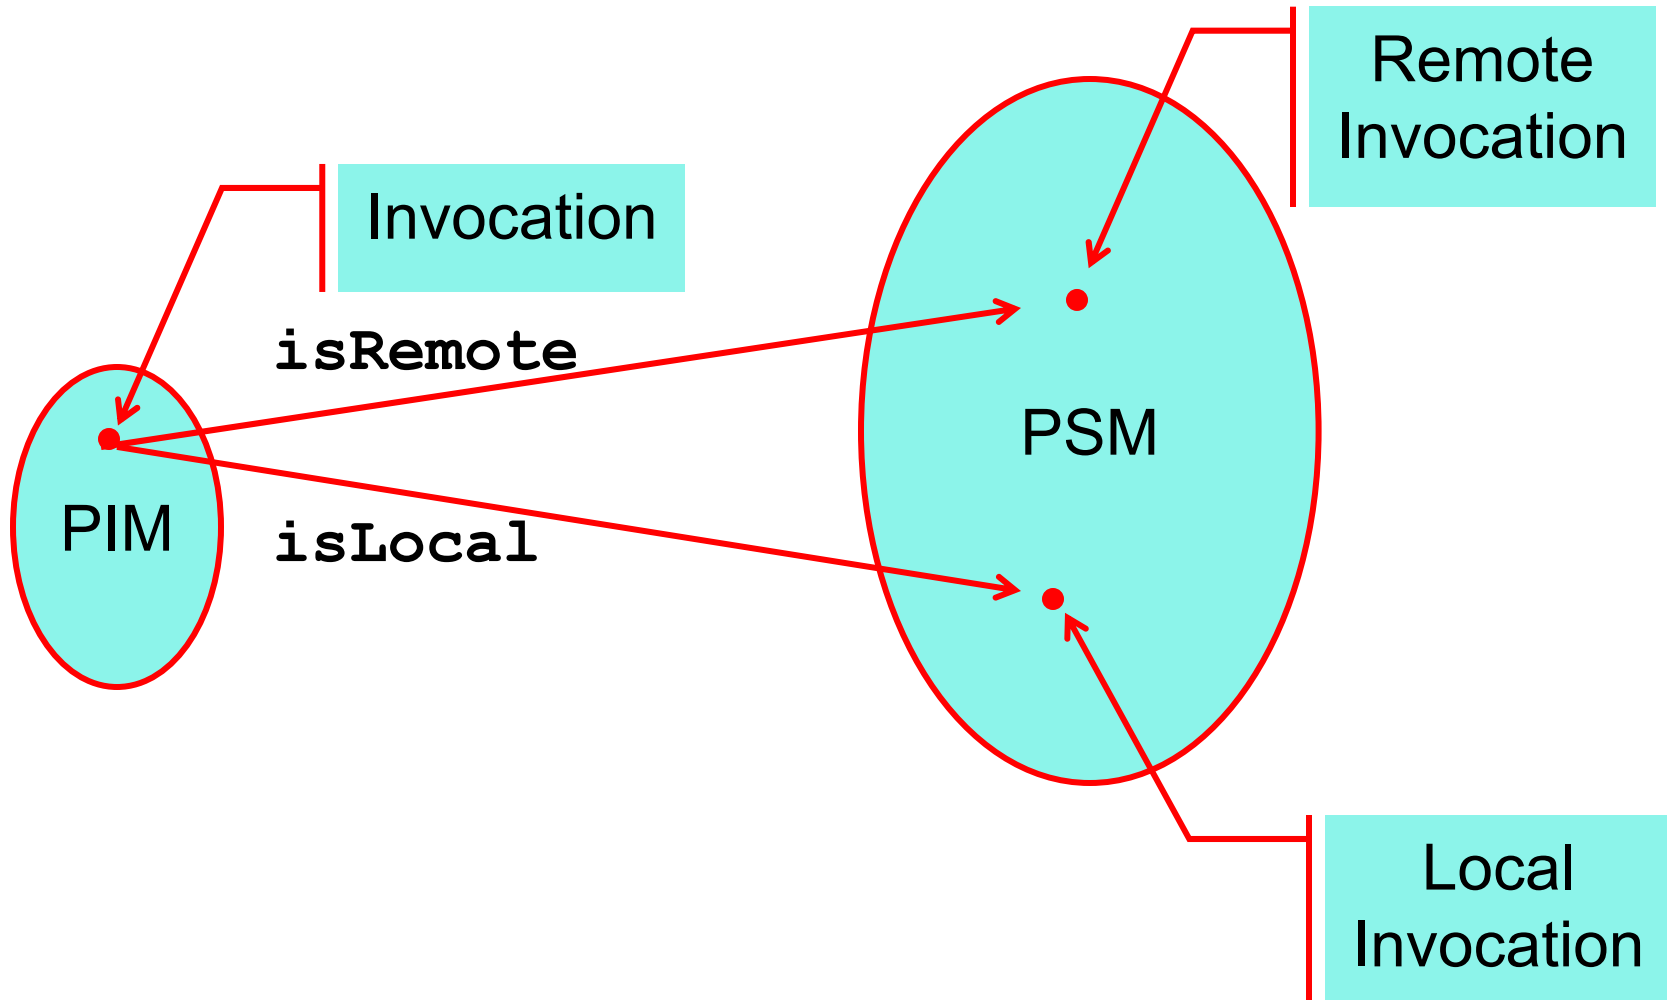 Remote
Invocation
Invocation
isRemote
PSM
PIM
isLocal
Local
Invocation